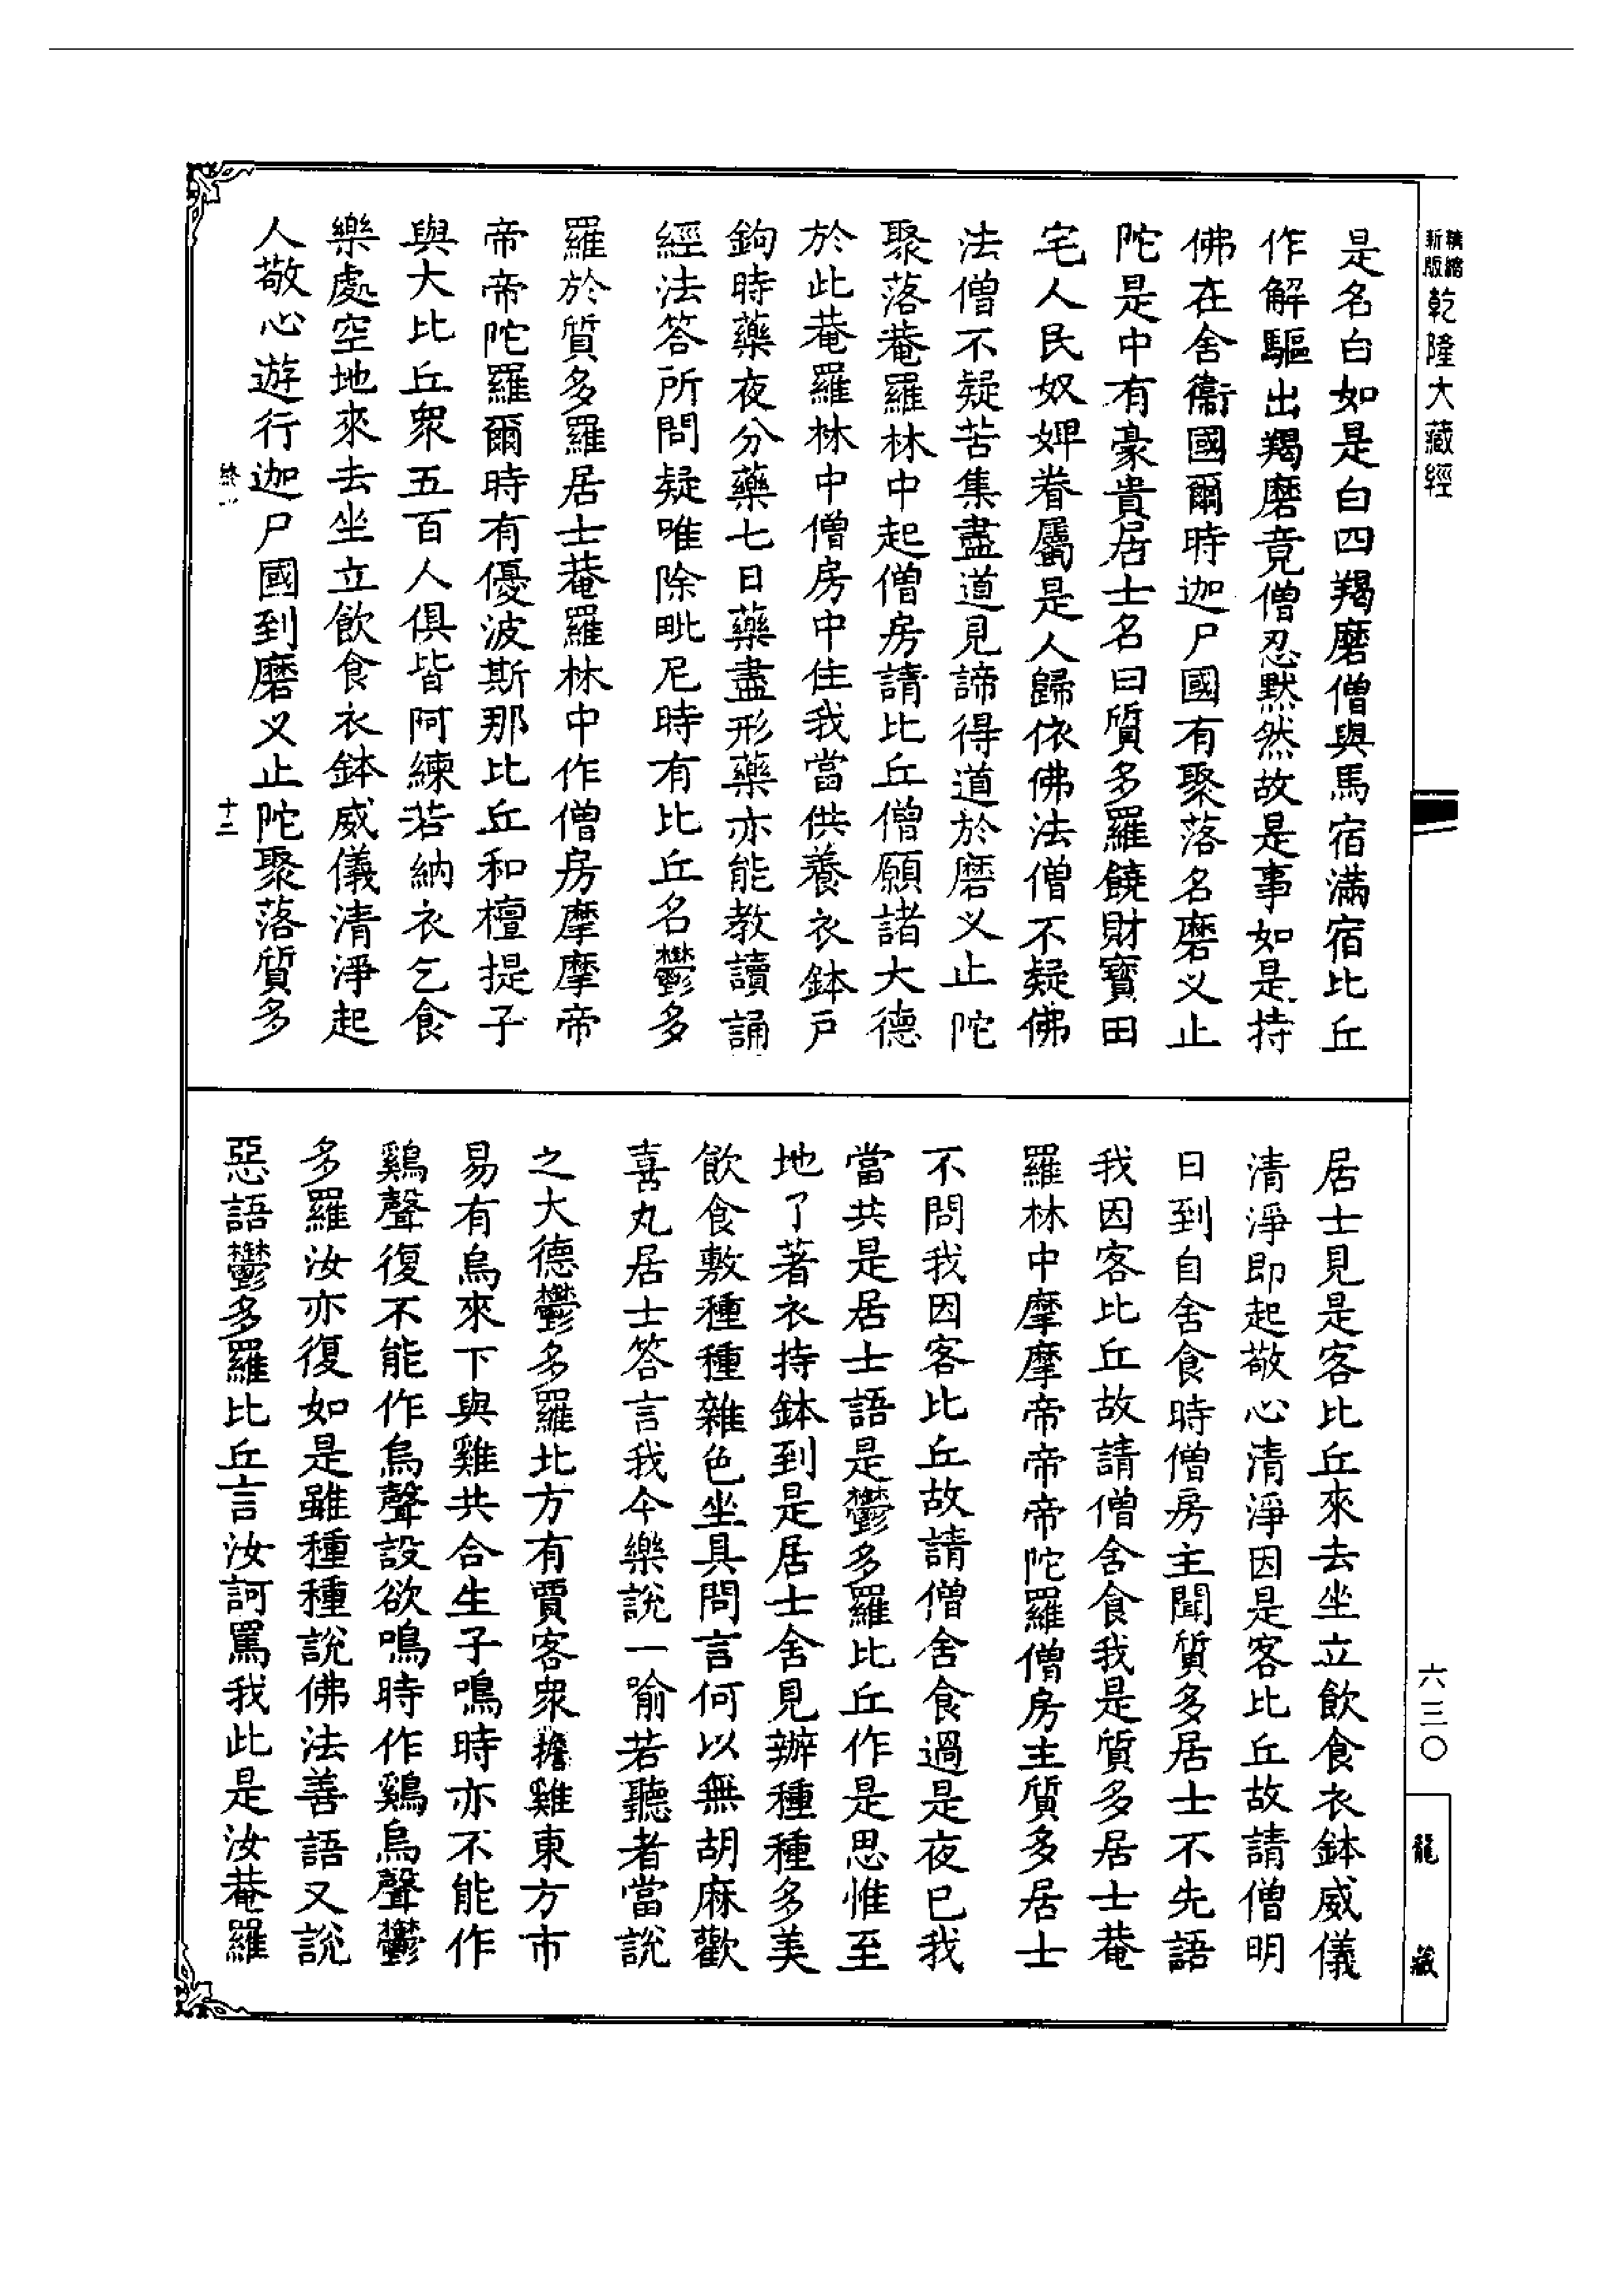 精縮新版乾隆大藏經
是名白如是白四羯磨僧與馬宿滿宿比丘
作解驅出羯磨竟僧忍默然故是事如是持
佛在舍衞國爾時迦尸國有聚落名磨义止
陀是中有豪貴居士名曰質多羅饒財寶田
宅人民奴婢眷屬是人歸依佛法僧不疑佛
法僧不疑苦集盡道見諦得道於磨义止陀
聚落菴羅林中起僧房請比丘僧願諸大德
於此菴羅林中僧房中住我當供養衣鉢戶
鉤時藥夜分藥七日藥盡形藥亦能教讀誦
經法答所問疑唯除毗尼時有比丘名鬱多
羅於質多羅居士菴羅林中作僧房摩摩帝
帝帝陀羅爾時有優波斯那比丘和檀提子
與大比丘衆五百人俱皆阿練若納衣乞食
樂處空地來去坐立飲食衣鉢威儀清淨起
人敬心遊行迦尸國到磨义止陀聚落質多
十二
居士見是客比丘來去坐立飲食衣鉢威儀
清淨即起敬心清淨因是客比丘故請僧明
日到自舍食時僧房主聞質多居士不先語
我因客比丘故請僧舍食我是質多居士菴
羅林中摩摩帝帝帝陀羅僧房主質多居士
不問我因客比丘故請僧舍食過是夜已我
當共是居士語是鬱多羅比丘作是思惟至
地了著衣持鉢到是居士舍見辦種種多美
飲食敷種種雜色坐具問言何以無胡麻歡
喜丸居士答言我今樂說一喻若聽者當說
之大德鬱多羅北方有賈客衆擔雞東方市
易有烏來下與雞共合生子鳴時亦不能作
鷄聲復不能作烏聲設欲鳴時作鷄烏聲鬱
多羅汝亦復如是雖種種說佛法善語又說
惡語鬱多羅比丘言汝訶罵我此是汝菴羅
六三〇
龍藏